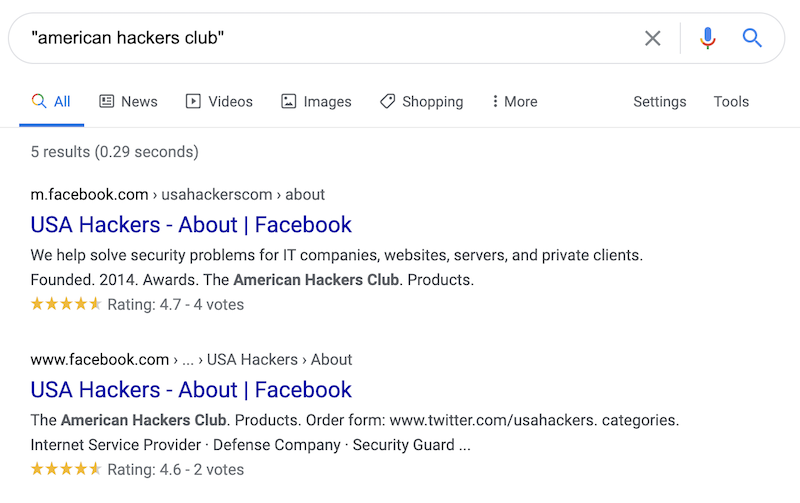 "american hackers club"
All News Videos Images Shopping More Settings Tools
5 results (0.29 seconds)
m.facebook.com › usahackerscom › about
USA Hackers - About | Facebook
We help solve security problems for IT companies, websites, servers, and private clients.
Founded. 2014. Awards. The American Hackers Club. Products.
Rating: 4.7 - 4 votes
www.facebook.com › ... › USA Hackers › About
USA Hackers - About | Facebook
The American Hackers Club. Products. Order form: www.twitter.com/usahackers. categories.
Internet Service Provider · Defense Company · Security Guard ...
Rating: 4.6 - 2 votes